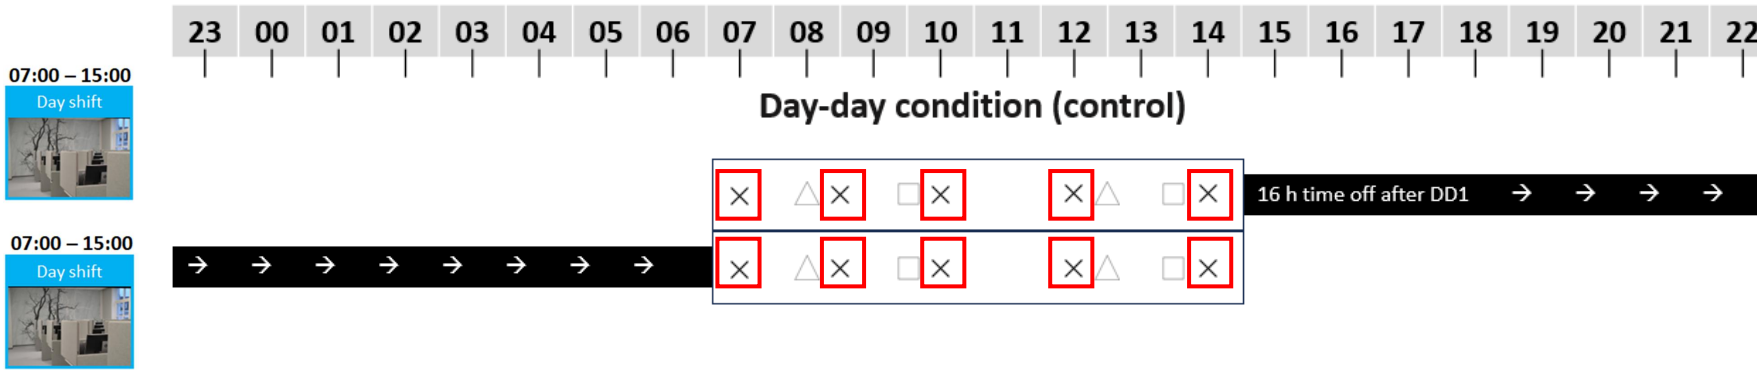 23 00 01 02 03 04 05 06 07 08 09 10 11 12 13 14 15 16 17 18 19 20 21 22
07:00 – 15:00
Day shift
Day-day condition (control)
16 h time off after DD1 → → → →
07:00 – 15:00
Day shift
→ → → → → → → →